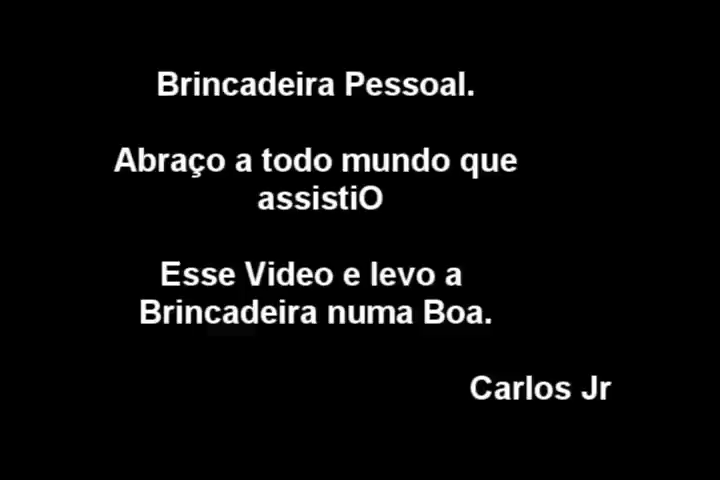 Brincadeira Pessoal.
Abraço a todo mundo que
assistiO
Esse Video e levo a
Brincadeira numa Boa.
Carlos Jr